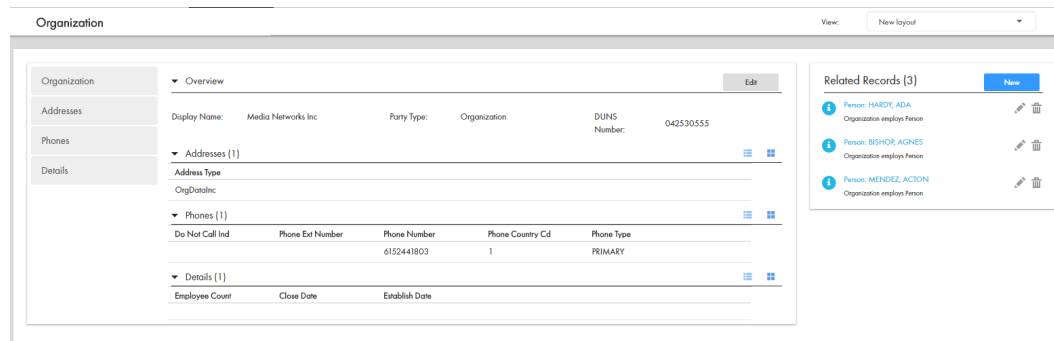 Organization
View: New layout
Organization
Addresses
Phones
Details
Overview
Edit
Display Name: Media Networks Inc Party Type: Organization DUNS Number: 042530555
Addresses (1)
Address Type
OrgDataInc
Phones (1)
Do Not Call Ind Phone Ext Number Phone Number Phone Country Cd Phone Type
6152441803 1 PRIMARY
Details (1)
Employee Count Close Date Establish Date
Related Records (3)
New
Person: HARDY, ADA
Organization employs Person
Person: BISHOP, AGNES
Organization employs Person
Person: MENDEZ, ACTON
Organization employs Person